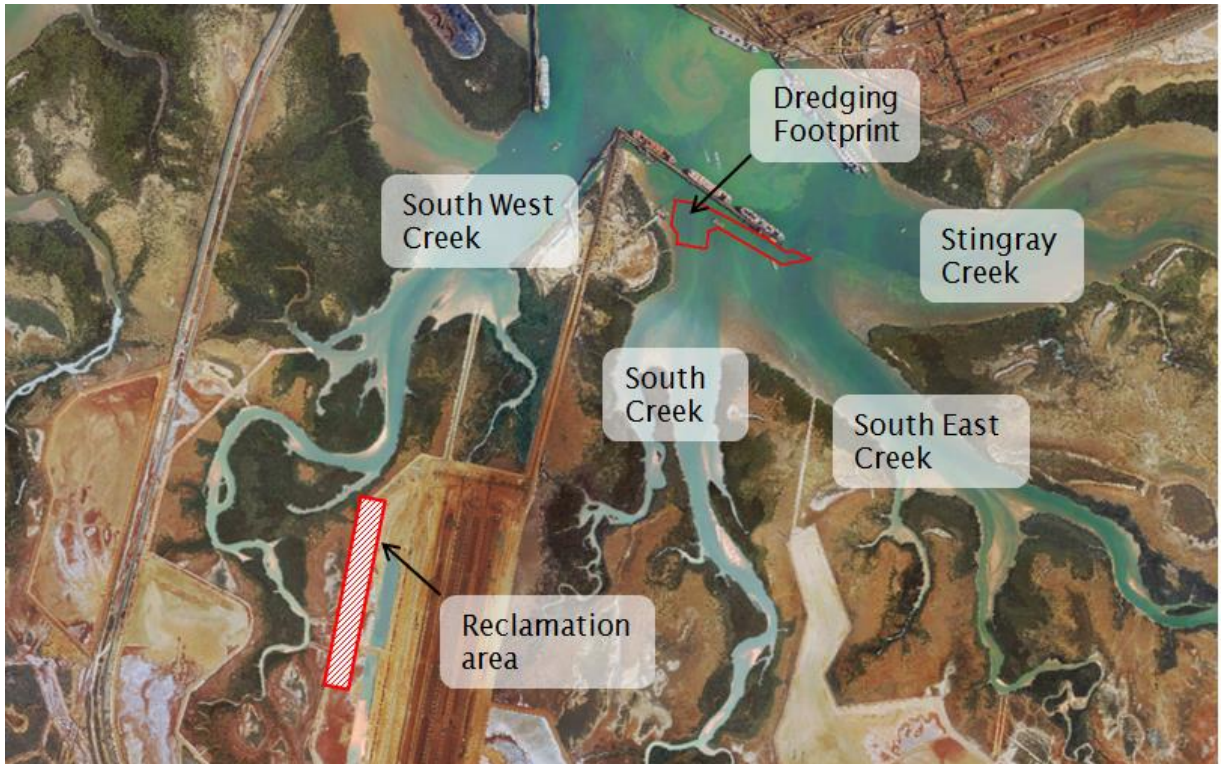 Dredging
Footprint
South West
Creek
Stingray
Creek
South
Creek
South East
Creek
Reclamation
area